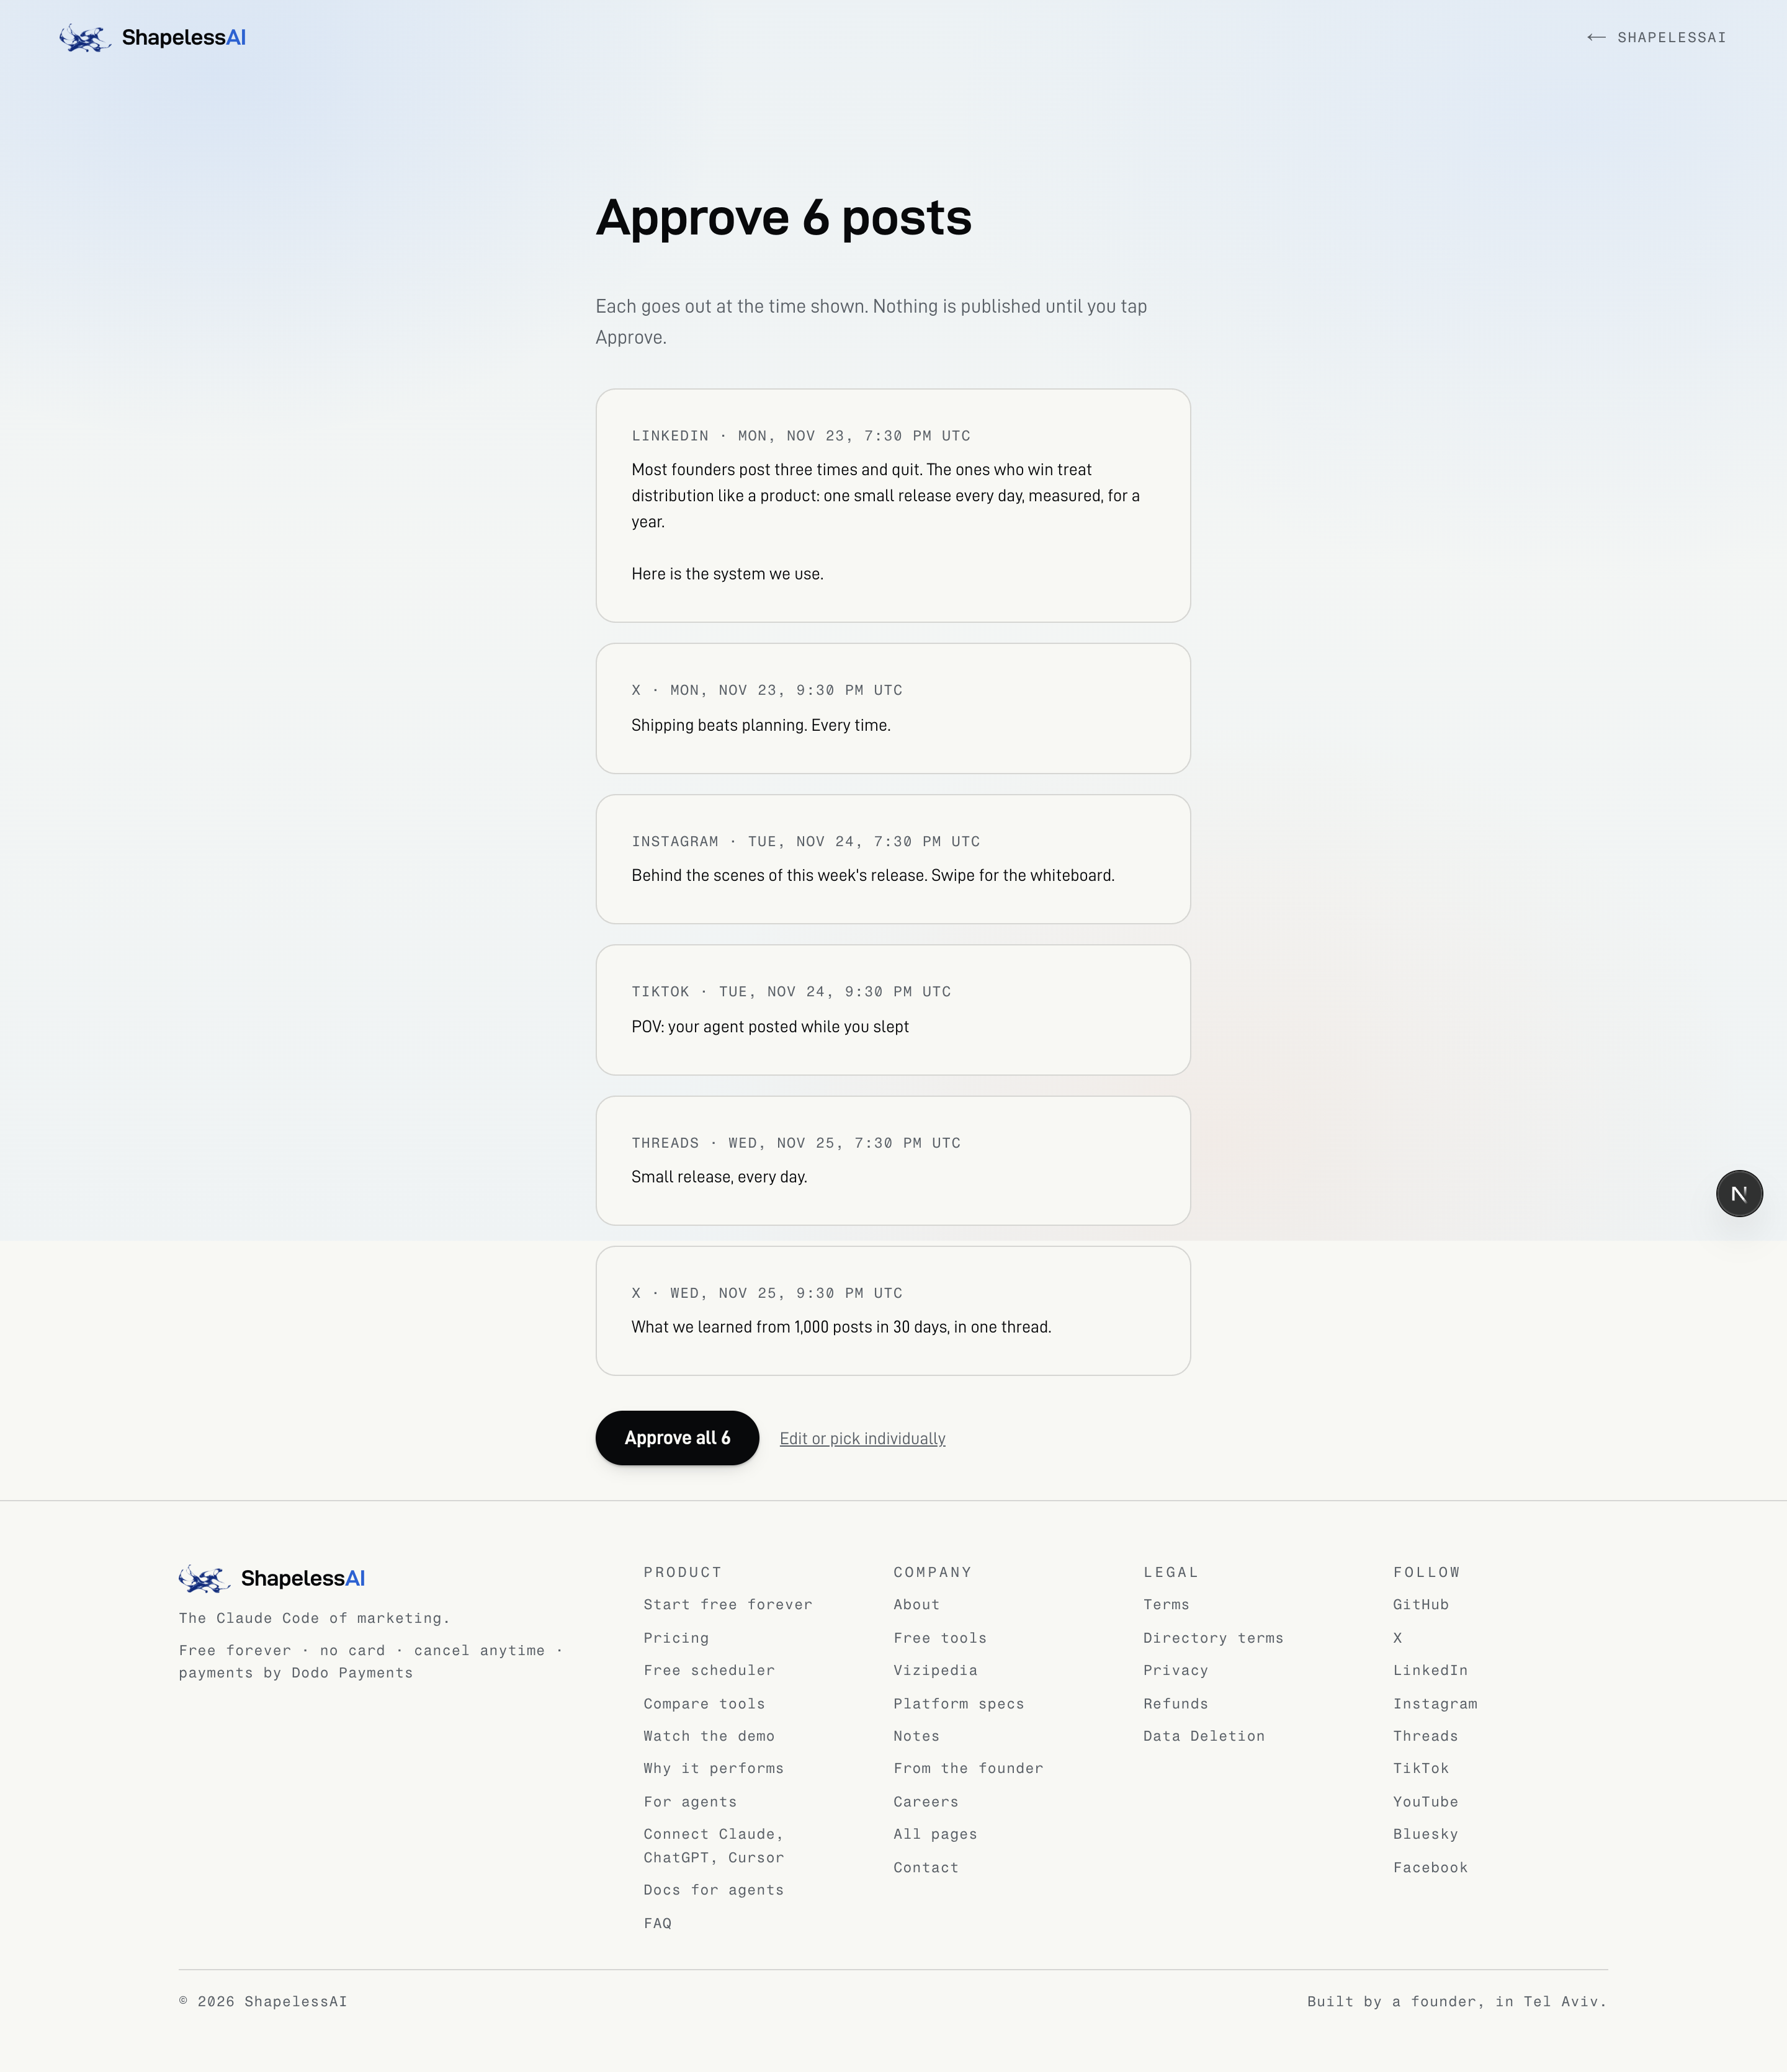 ShapelessAI
← SHAPELESSAI
Approve 6 posts
Each goes out at the time shown. Nothing is published until you tap
Approve.
LINKEDIN · MON, NOV 23, 7:30 PM UTC
Most founders post three times and quit. The ones who win treat
distribution like a product: one small release every day, measured, for a
year.
Here is the system we use.
X · MON, NOV 23, 9:30 PM UTC
Shipping beats planning. Every time.
INSTAGRAM · TUE, NOV 24, 7:30 PM UTC
Behind the scenes of this week's release. Swipe for the whiteboard.
TIKTOK · TUE, NOV 24, 9:30 PM UTC
POV: your agent posted while you slept
THREADS · WED, NOV 25, 7:30 PM UTC
Small release, every day.
N
X · WED, NOV 25, 9:30 PM UTC
What we learned from 1,000 posts in 30 days, in one thread.
Approve all 6
Edit or pick individually
ShapelessAI
The Claude Code of marketing.
Free forever · no card · cancel anytime ·
payments by Dodo Payments
PRODUCT
Start free forever
Pricing
Free scheduler
Compare tools
Watch the demo
Why it performs
For agents
Connect Claude,
ChatGPT, Cursor
Docs for agents
FAQ
COMPANY
About
Free tools
Vizipedia
Platform specs
Notes
From the founder
Careers
All pages
Contact
LEGAL
Terms
Directory terms
Privacy
Refunds
Data Deletion
FOLLOW
GitHub
X
LinkedIn
Instagram
Threads
TikTok
YouTube
Bluesky
Facebook
© 2026 ShapelessAI
Built by a founder, in Tel Aviv.